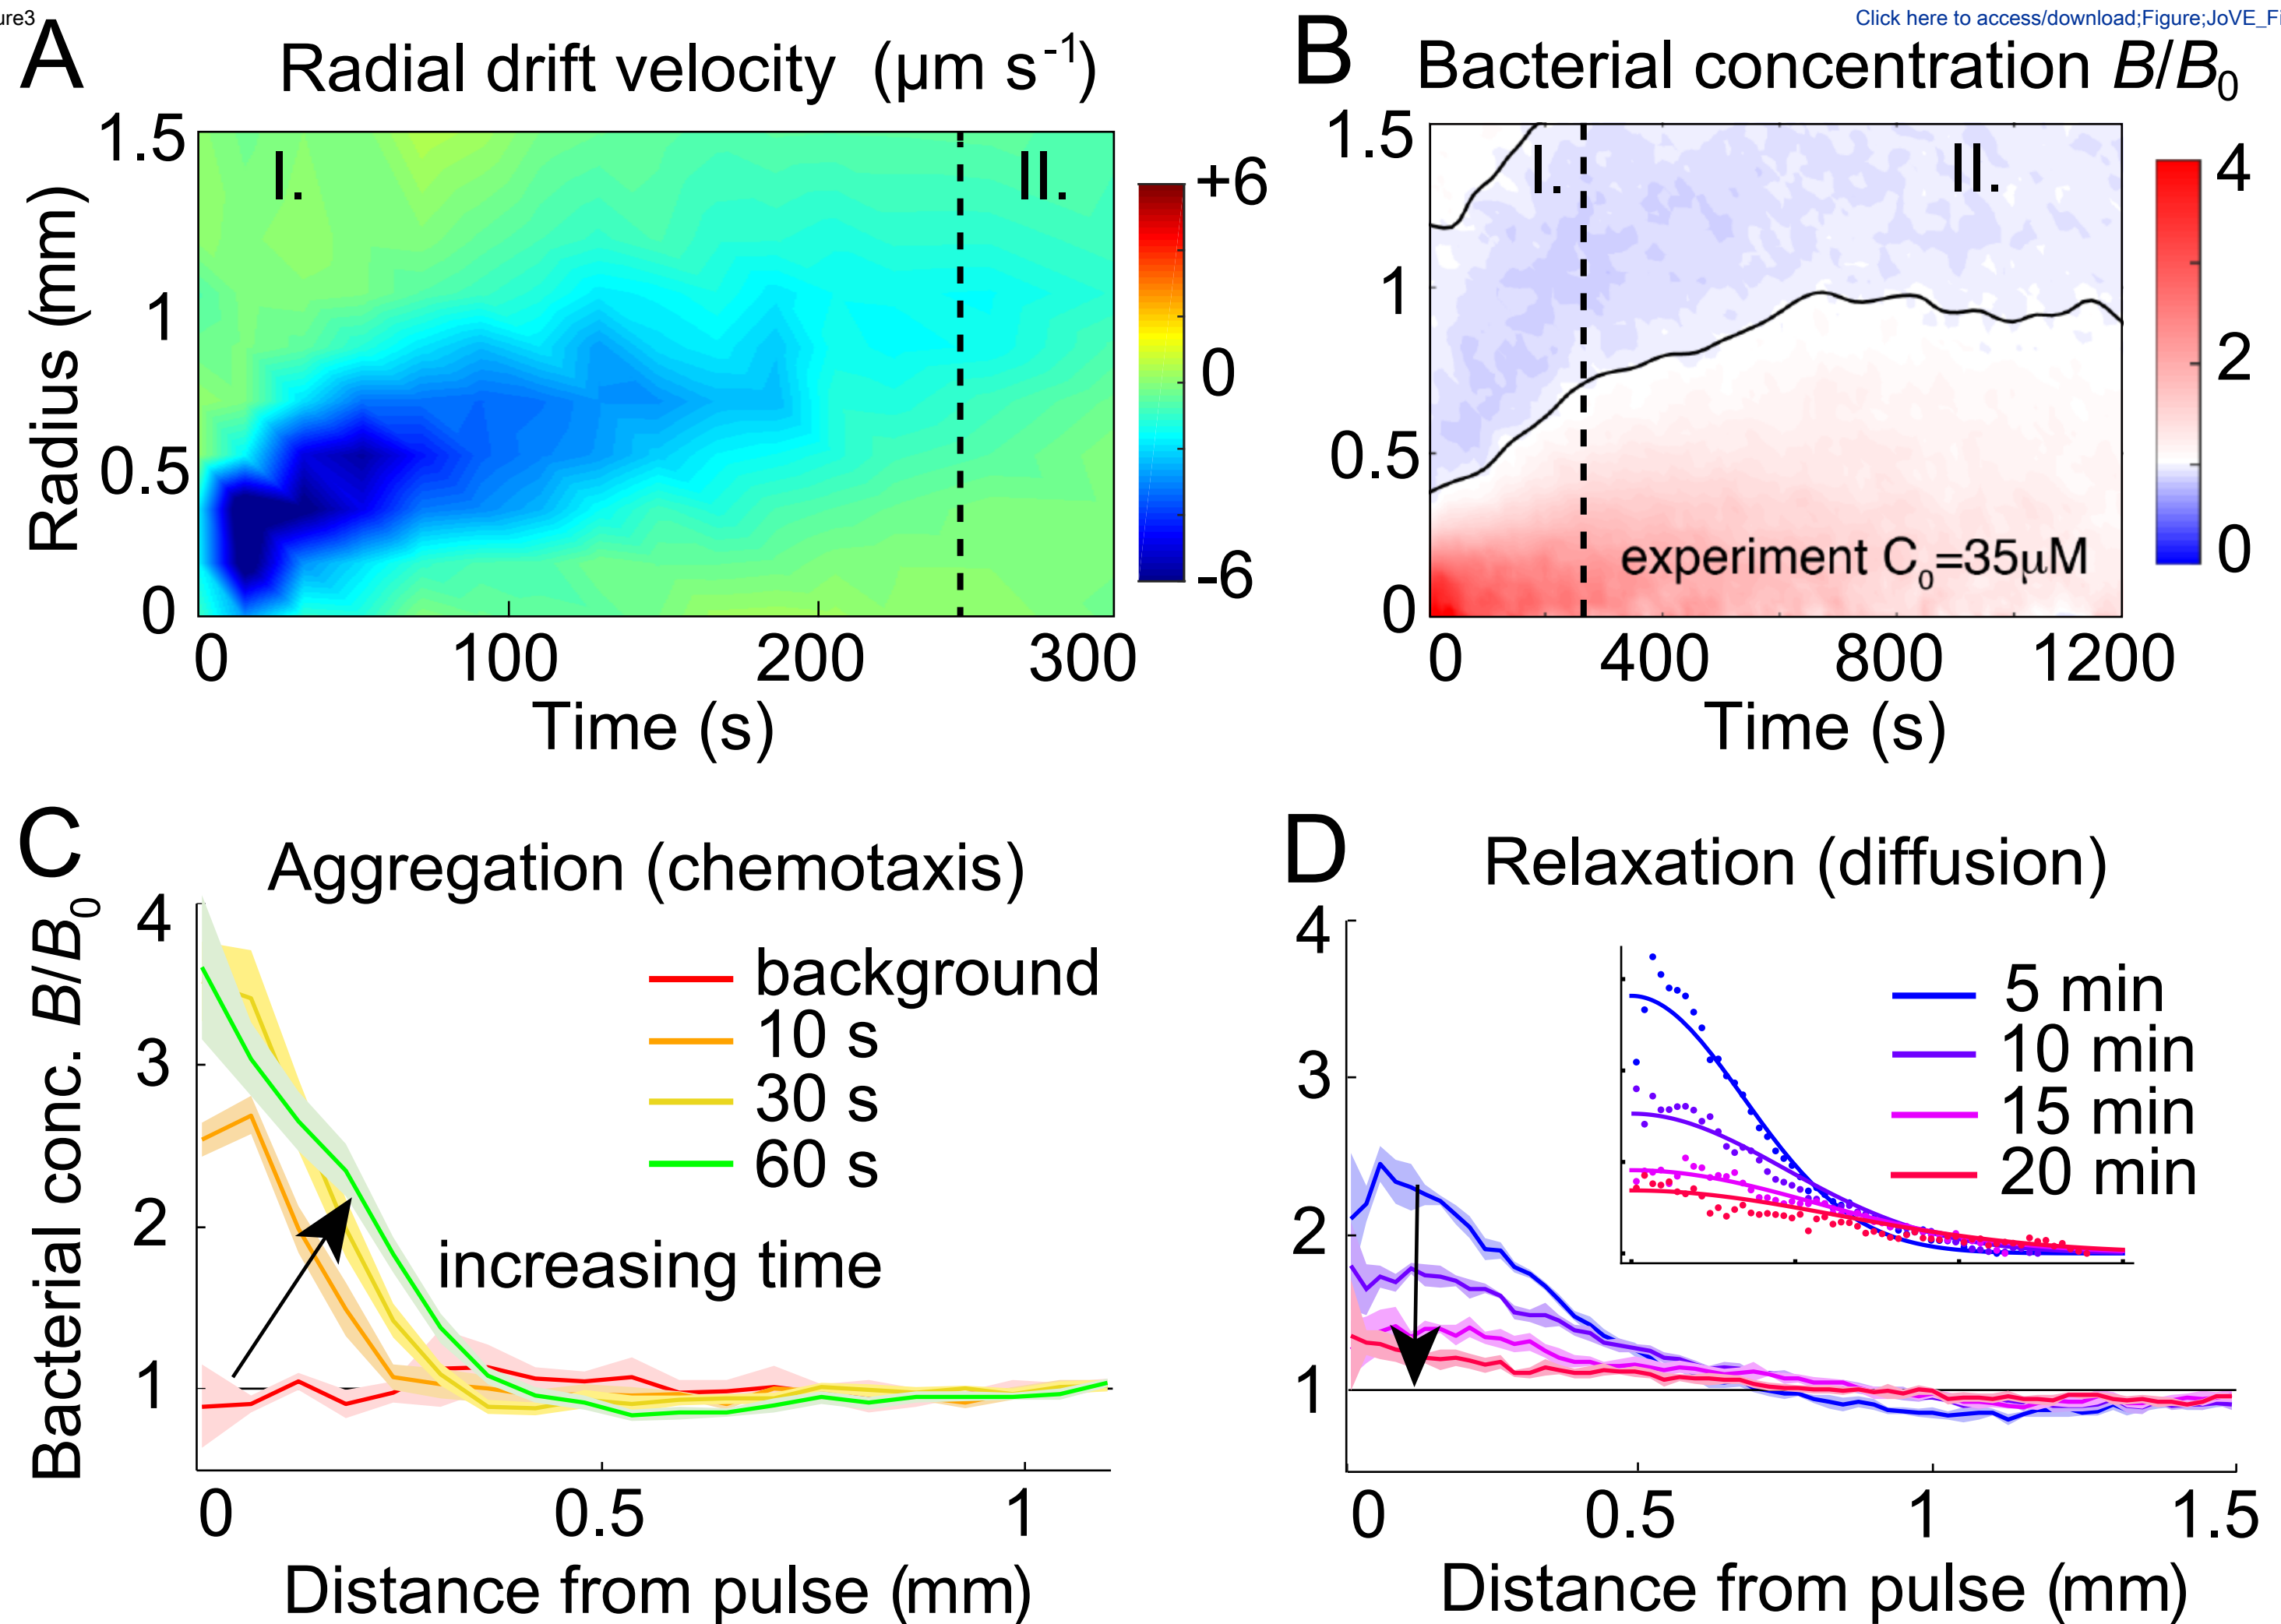 ure3
Click here to access/download;Figure;JoVE_Fi
A
Radial drift velocity (µm s-1)
I.
II.
1.5
1
0.5
0
Radius (mm)
0 100 200 300
Time (s)
+6
0
-6
B
Bacterial concentration B/B0
I.
II.
1.5
1
0.5
0
experiment C0=35µM
0 400 800 1200
Time (s)
4
2
0
C
Aggregation (chemotaxis)
Bacterial conc. B/B0
4
3
2
1
background
10 s
30 s
60 s
increasing time
0 0.5 1
Distance from pulse (mm)
D
Relaxation (diffusion)
4
3
2
1
5 min
10 min
15 min
20 min
0 0.5 1 1.5
Distance from pulse (mm)